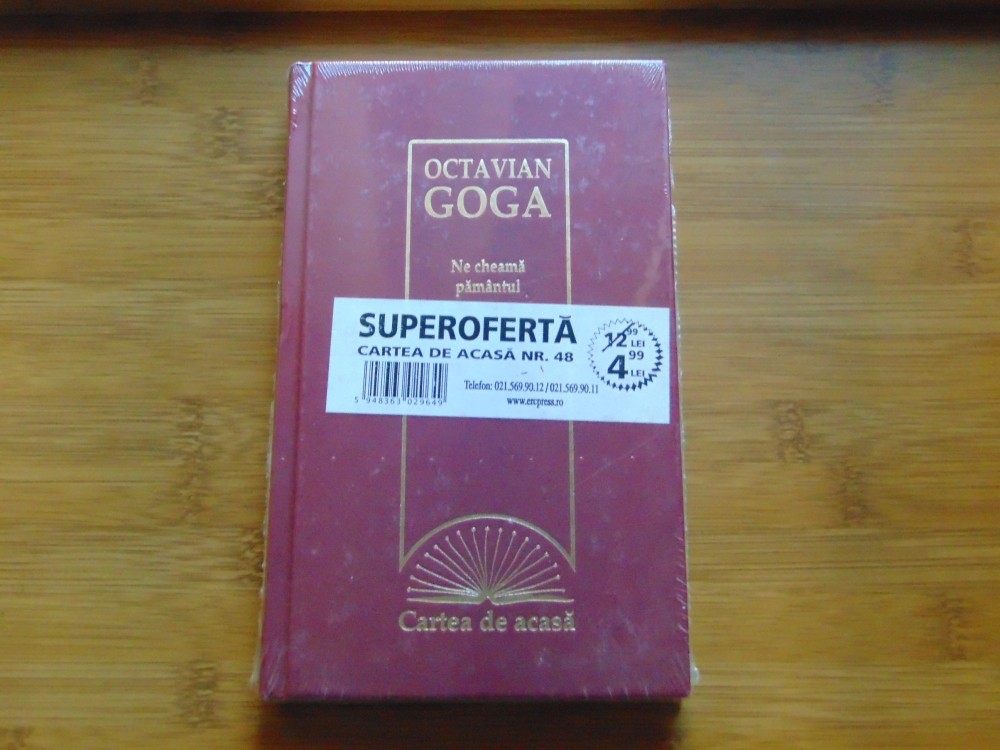 OCTAVIAN
GOGA
Ne cheamă
pământul
SUPEROFERTĂ
CARTEA DE ACASĂ NR. 48
12 99 LEI
4 99 LEI
Telefon: 021.569.90.12 / 021.569.90.11
www.ercpresa.ro
5 948363 029649
Cartea de acasă